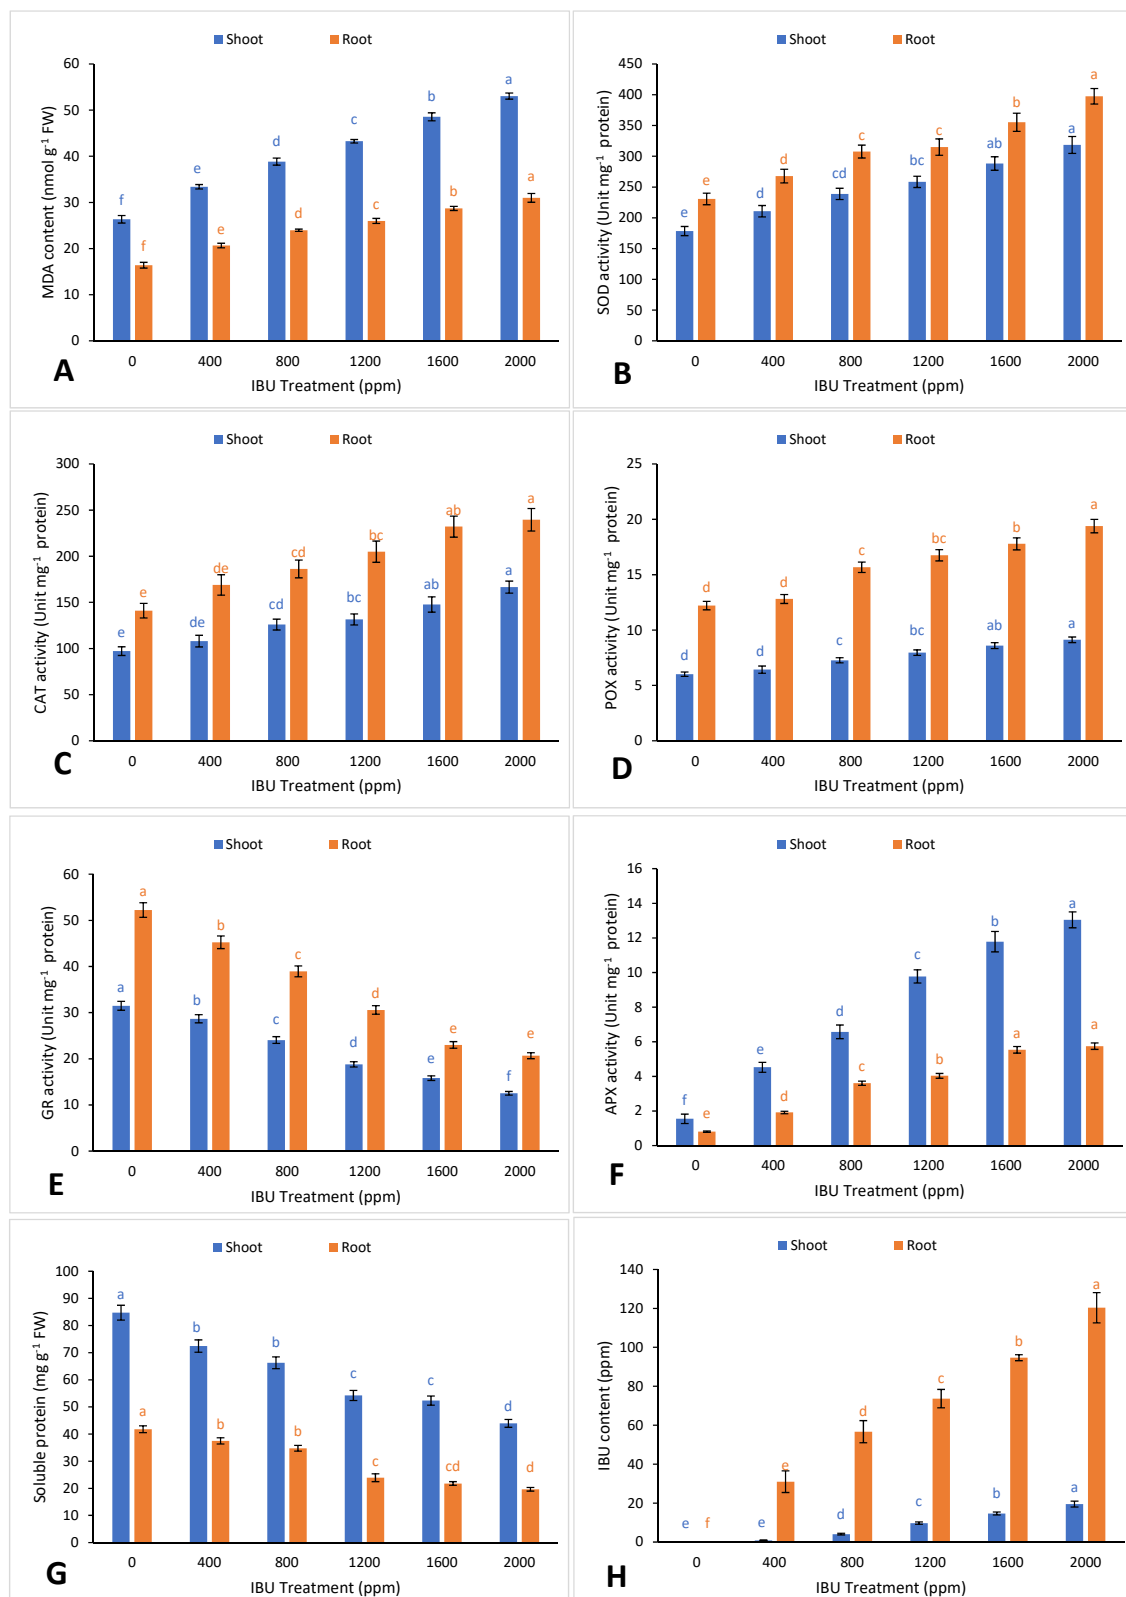 Shoot Root
MDA content (nmol g⁻¹ FW)
60
50
40
30
20
10
0
f f e e d d c c b b a a
0 400 800 1200 1600 2000
IBU Treatment (ppm)
A
Shoot Root
SOD activity (Unit mg⁻¹ protein)
450
400
350
300
250
200
150
100
50
0
e e d d cd c bc c ab b a a
0 400 800 1200 1600 2000
IBU Treatment (ppm)
B
Shoot Root
CAT activity (Unit mg⁻¹ protein)
300
250
200
150
100
50
0
e e de de cd cd bc bc ab ab a a
0 400 800 1200 1600 2000
IBU Treatment (ppm)
C
Shoot Root
POX activity (Unit mg⁻¹ protein)
25
20
15
10
5
0
d d d d c c bc bc ab b a a
0 400 800 1200 1600 2000
IBU Treatment (ppm)
D
Shoot Root
GR activity (Unit mg⁻¹ protein)
60
50
40
30
20
10
0
a a b b c c d d e e f e
0 400 800 1200 1600 2000
IBU Treatment (ppm)
E
Shoot Root
APX activity (Unit mg⁻¹ protein)
16
14
12
10
8
6
4
2
0
f e e d d c c b b a a a
0 400 800 1200 1600 2000
IBU Treatment (ppm)
F
Shoot Root
Soluble protein (mg g⁻¹ FW)
100
90
80
70
60
50
40
30
20
10
0
a a b b b b c c c cd d d
0 400 800 1200 1600 2000
IBU Treatment (ppm)
G
Shoot Root
IBU content (ppm)
140
120
100
80
60
40
20
0
e f e e d d c c b b a a
0 400 800 1200 1600 2000
IBU Treatment (ppm)
H